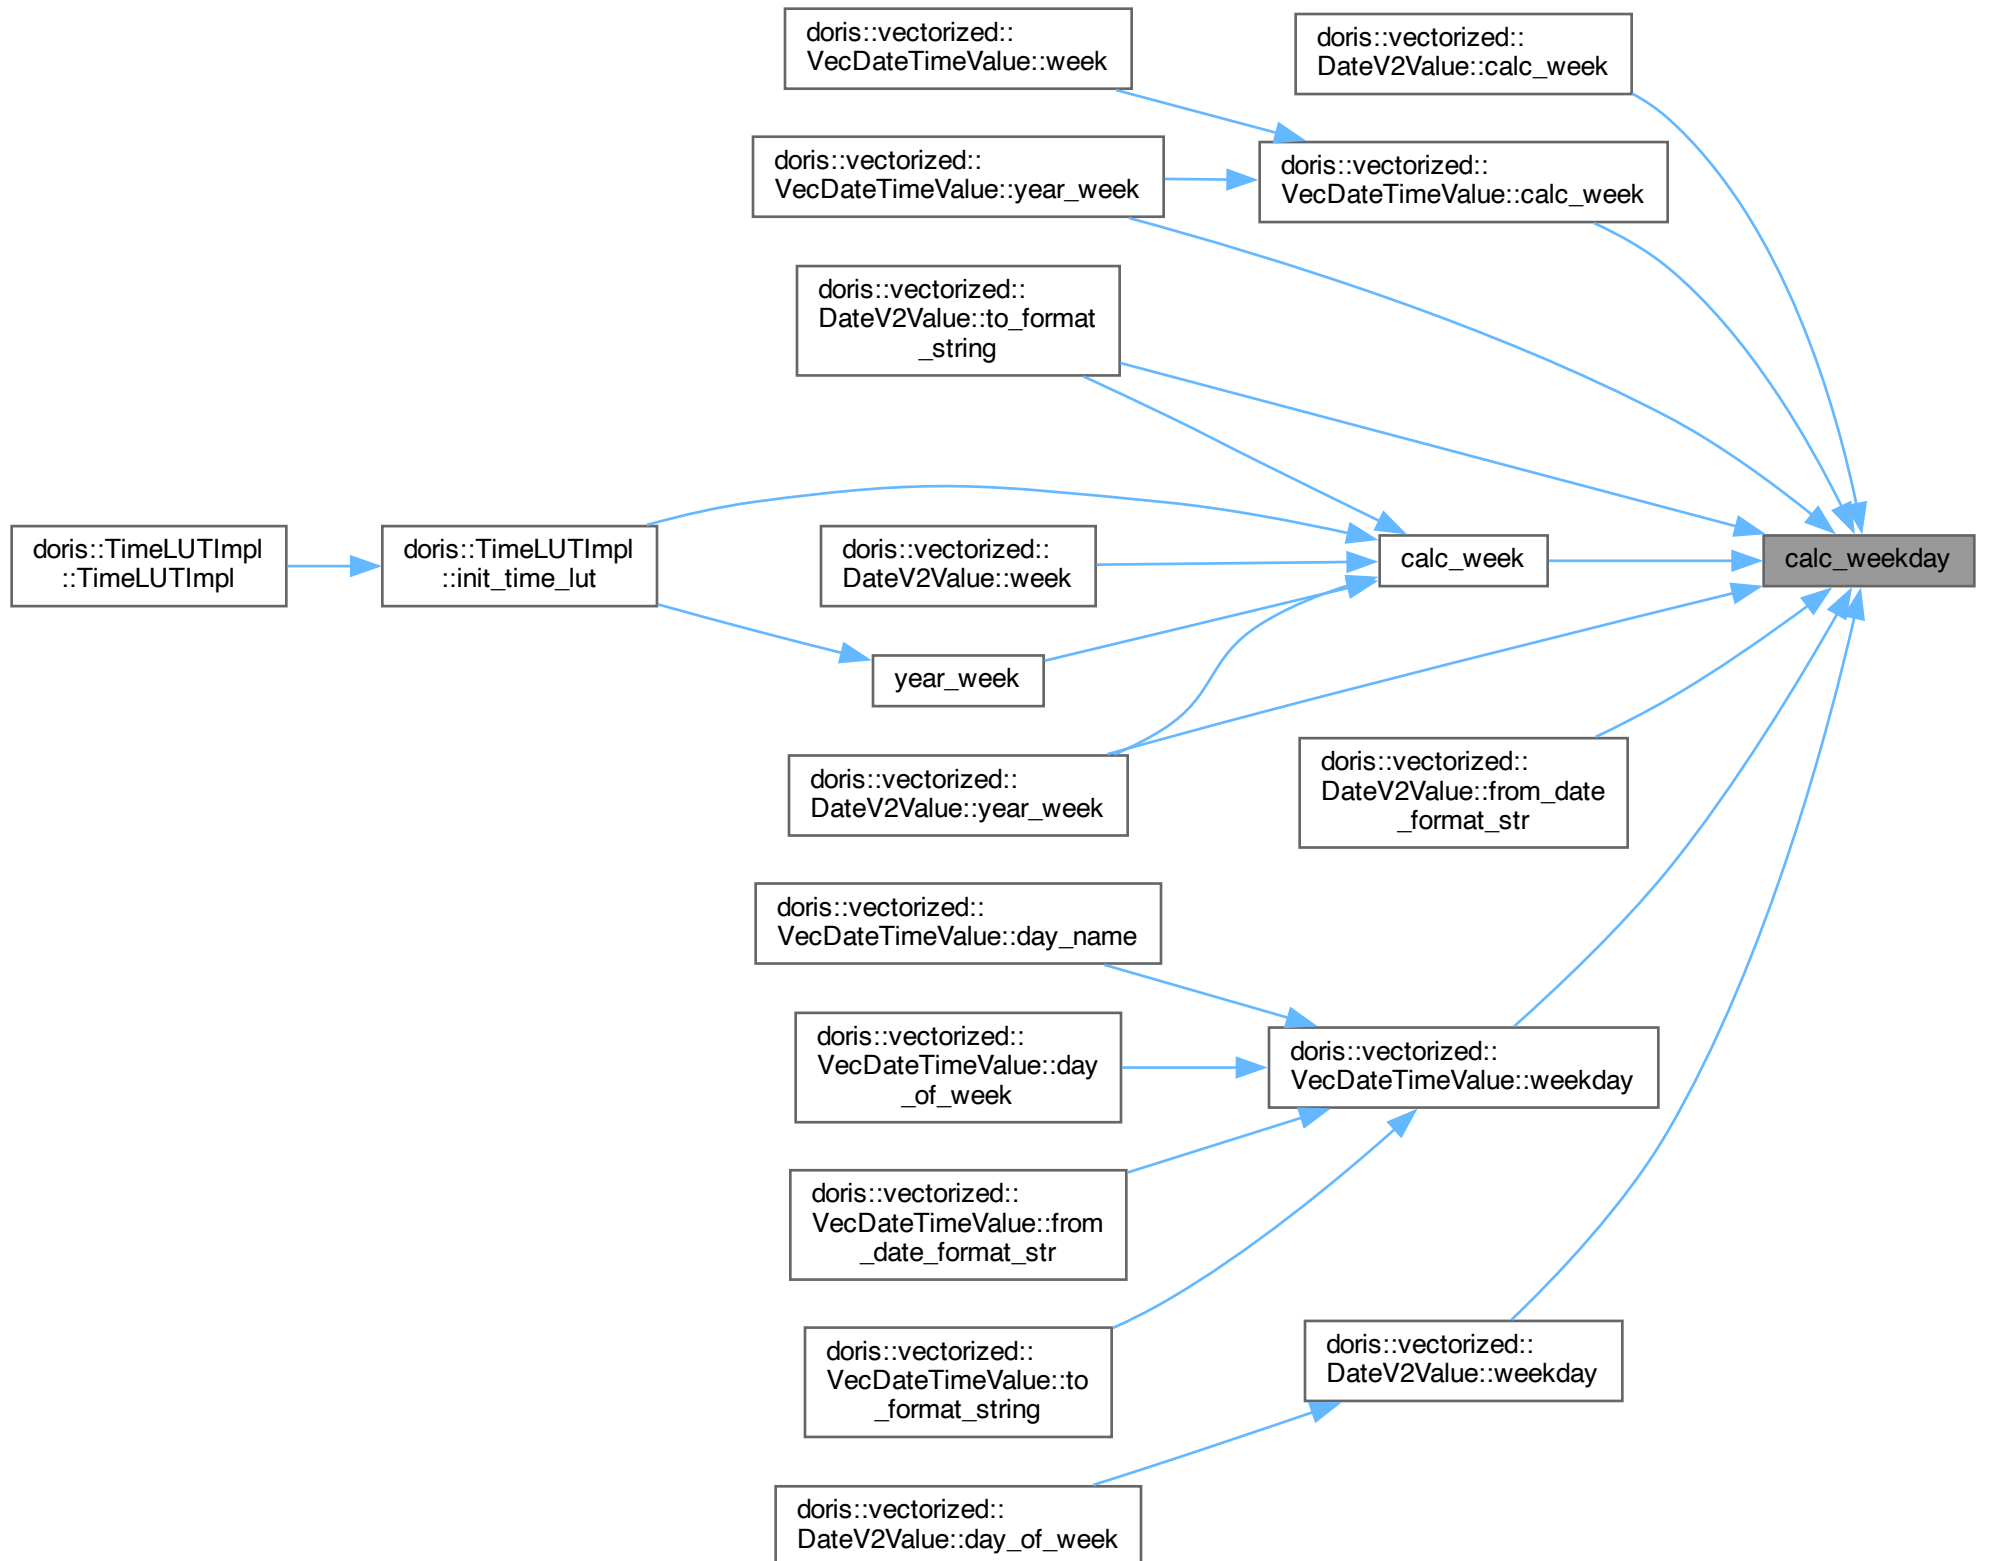 doris::vectorized::
VecDateTimeValue::week
doris::vectorized::
DateV2Value::calc_week
doris::vectorized::
VecDateTimeValue::year_week
doris::vectorized::
VecDateTimeValue::calc_week
doris::vectorized::
DateV2Value::to_format
_string
doris::TimeLUTImpl
::TimeLUTImpl
doris::TimeLUTImpl
::init_time_lut
doris::vectorized::
DateV2Value::week
calc_week
calc_weekday
year_week
doris::vectorized::
DateV2Value::year_week
doris::vectorized::
DateV2Value::from_date
_format_str
doris::vectorized::
VecDateTimeValue::day_name
doris::vectorized::
VecDateTimeValue::day
_of_week
doris::vectorized::
VecDateTimeValue::weekday
doris::vectorized::
VecDateTimeValue::from
_date_format_str
doris::vectorized::
VecDateTimeValue::to
_format_string
doris::vectorized::
DateV2Value::weekday
doris::vectorized::
DateV2Value::day_of_week